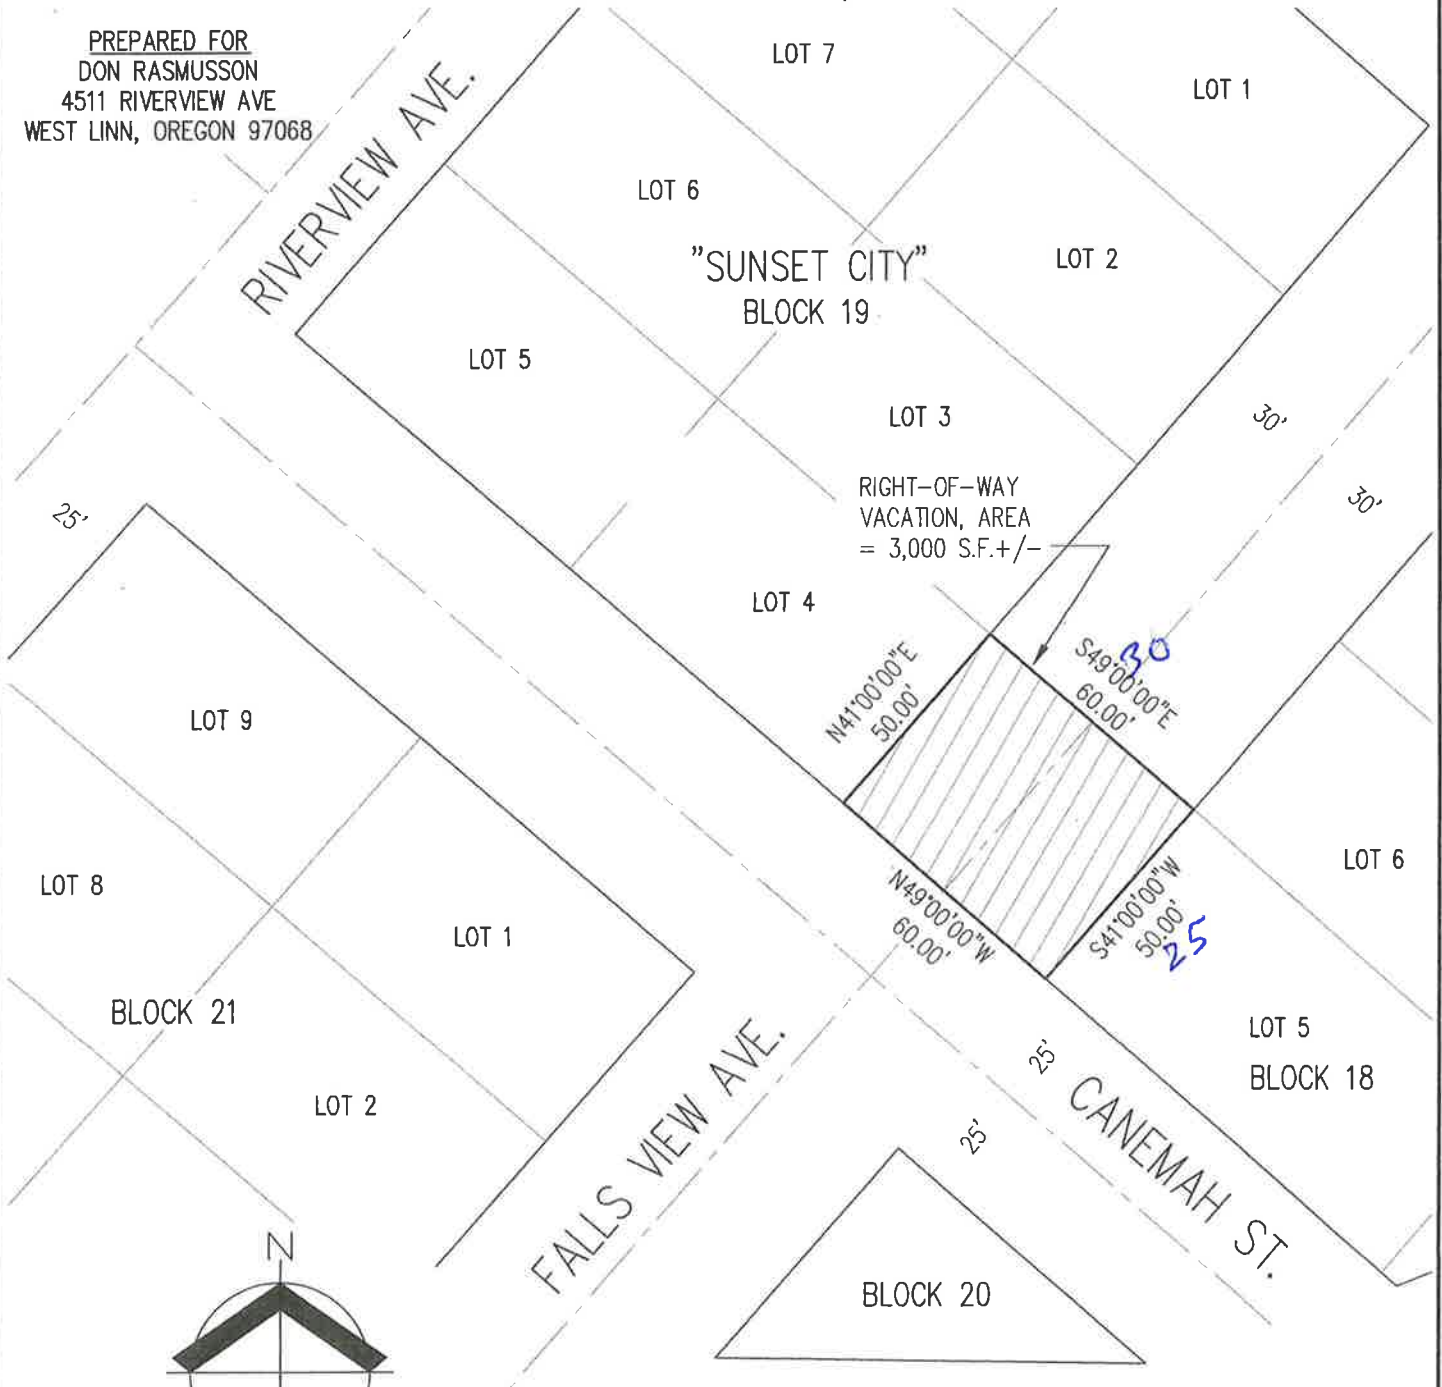 PREPARED FOR
DON RASMUSSON
4511 RIVERVIEW AVE
WEST LINN, OREGON 97068
RIVERVIEW AVE.
LOT 7
LOT 1
LOT 6
"SUNSET CITY"
BLOCK 19
LOT 2
LOT 5
LOT 3
30'
30'
25'
RIGHT-OF-WAY
VACATION, AREA
= 3,000 S.F.+/-
LOT 4
N41°00'00"E
50.00'
S49°00'00"E
60.00'
30
LOT 9
LOT 6
LOT 8
LOT 1
N49°00'00"W
60.00'
S41°00'00"W
50.00'
25
BLOCK 21
LOT 5
BLOCK 18
LOT 2
25'
25'
CANEMAH ST.
FALLS VIEW AVE.
N
BLOCK 20